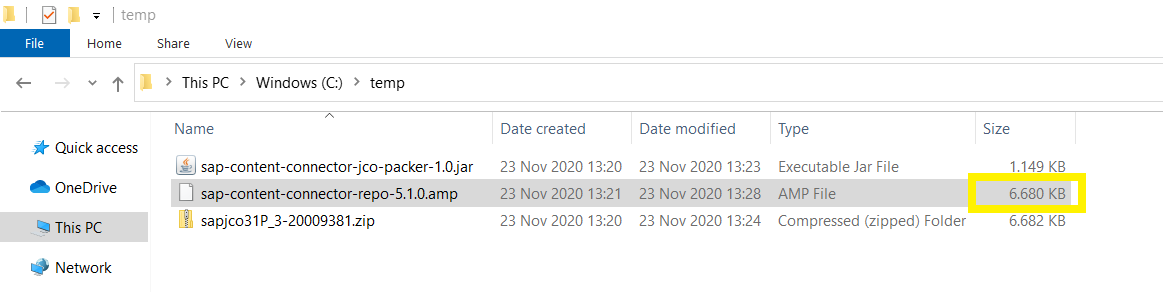 temp
File Home Share View
This PC Windows (C:) temp
Name Date created Date modified Type Size
Quick access
OneDrive
This PC
Network
sap-content-connector-jco-packer-1.0.jar 23 Nov 2020 13:20 23 Nov 2020 13:23 Executable Jar File 1.149 KB
sap-content-connector-repo-5.1.0.amp 23 Nov 2020 13:21 23 Nov 2020 13:28 AMP File 6.680 KB
sapjco31P_3-20009381.zip 23 Nov 2020 13:20 23 Nov 2020 13:24 Compressed (zipped) Folder 6.682 KB